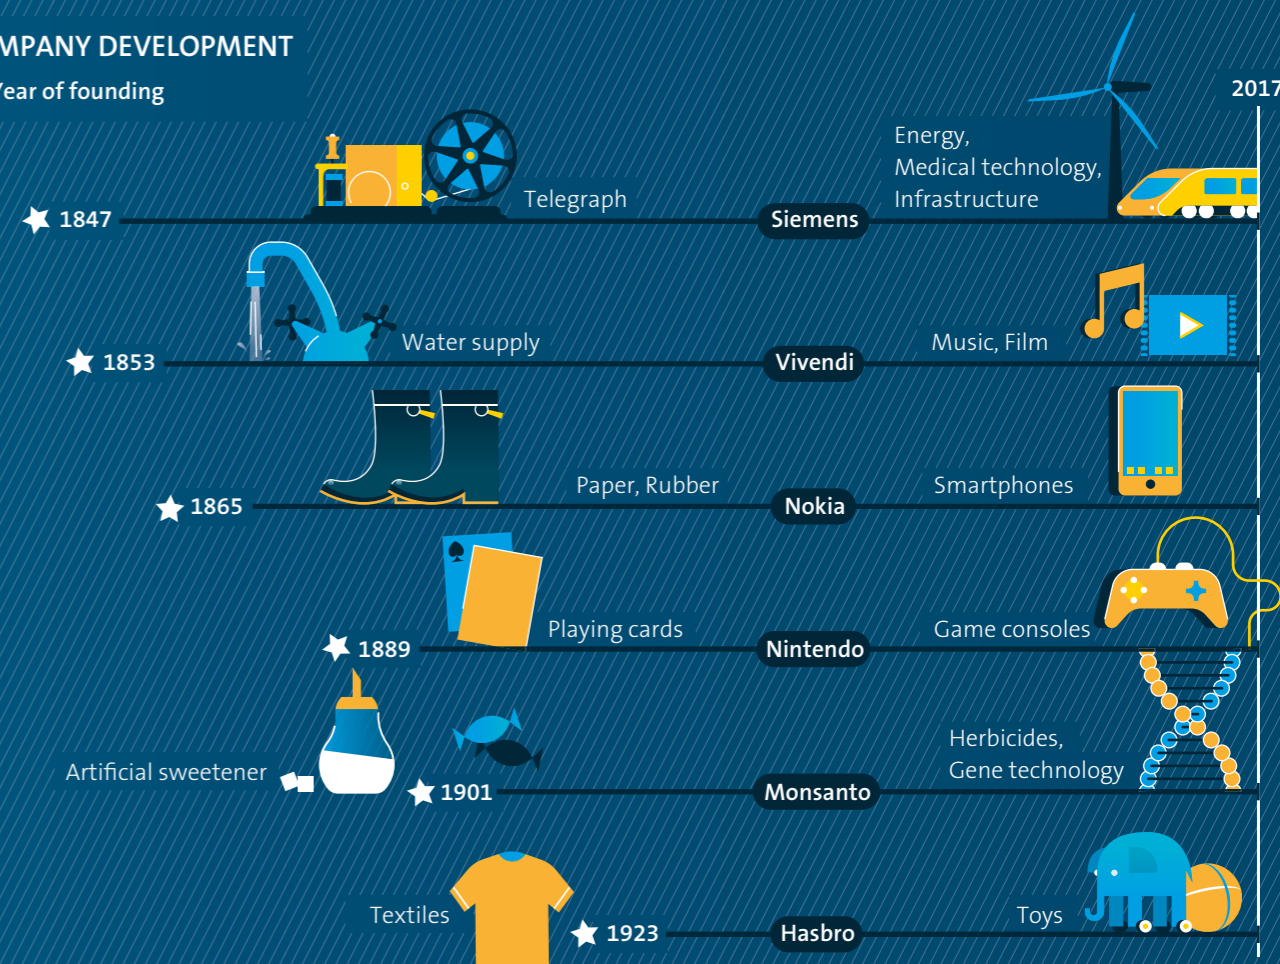 MPANY DEVELOPMENT
Year of founding
2017
Energy,
Medical technology,
Infrastructure
Telegraph
1847
Siemens
Water supply
Music, Film
1853
Vivendi
Paper, Rubber
Smartphones
1865
Nokia
Playing cards
Game consoles
1889
Nintendo
Herbicides,
Gene technology
Artificial sweetener
1901
Monsanto
Textiles
Toys
1923
Hasbro